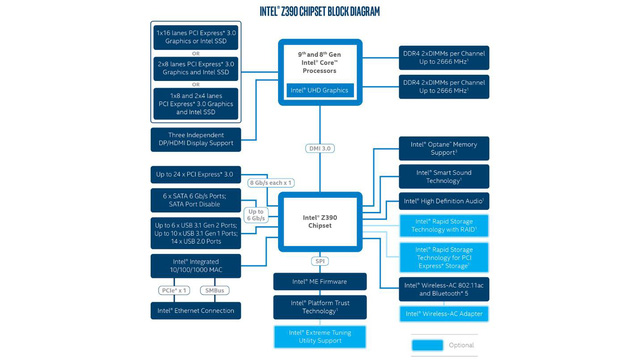 INTEL® Z390 CHIPSET BLOCK DIAGRAM
1x16 lanes PCI Express® 3.0
Graphics or Intel SSD
OR
2x8 lanes PCI Express® 3.0
Graphics and Intel SSD
OR
1x8 and 2x4 lanes
PCI Express® 3.0 Graphics
and Intel SSD
Three Independent
DP/HDMI Display Support
9th and 8th Gen
Intel® Core™
Processors
Intel® UHD Graphics
DDR4 2xDIMMs per Channel
Up to 2666 MHz¹
DDR4 2xDIMMs per Channel
Up to 2666 MHz¹
DMI 3.0
Up to 24 x PCI Express® 3.0
8 Gb/s each x 1
6 x SATA 6 Gb/s Ports;
SATA Port Disable
Up to
6 Gb/s
Up to 6 x USB 3.1 Gen 2 Ports;
Up to 10 x USB 3.1 Gen 1 Ports;
14 x USB 2.0 Ports
Intel® Integrated
10/100/1000 MAC
PCIe® x 1
SMBus
Intel® Ethernet Connection
Intel® Z390
Chipset
SPI
Intel® ME Firmware
Intel® Platform Trust
Technology¹
Intel® Extreme Tuning
Utility Support
Intel® Optane™ Memory
Support¹
Intel® Smart Sound
Technology¹
Intel® High Definition Audio¹
Intel® Rapid Storage
Technology with RAID¹
Intel® Rapid Storage
Technology for PCI
Express® Storage¹
Intel® Wireless-AC 802.11ac
and Bluetooth® 5
Intel® Wireless-AC Adapter
Optional